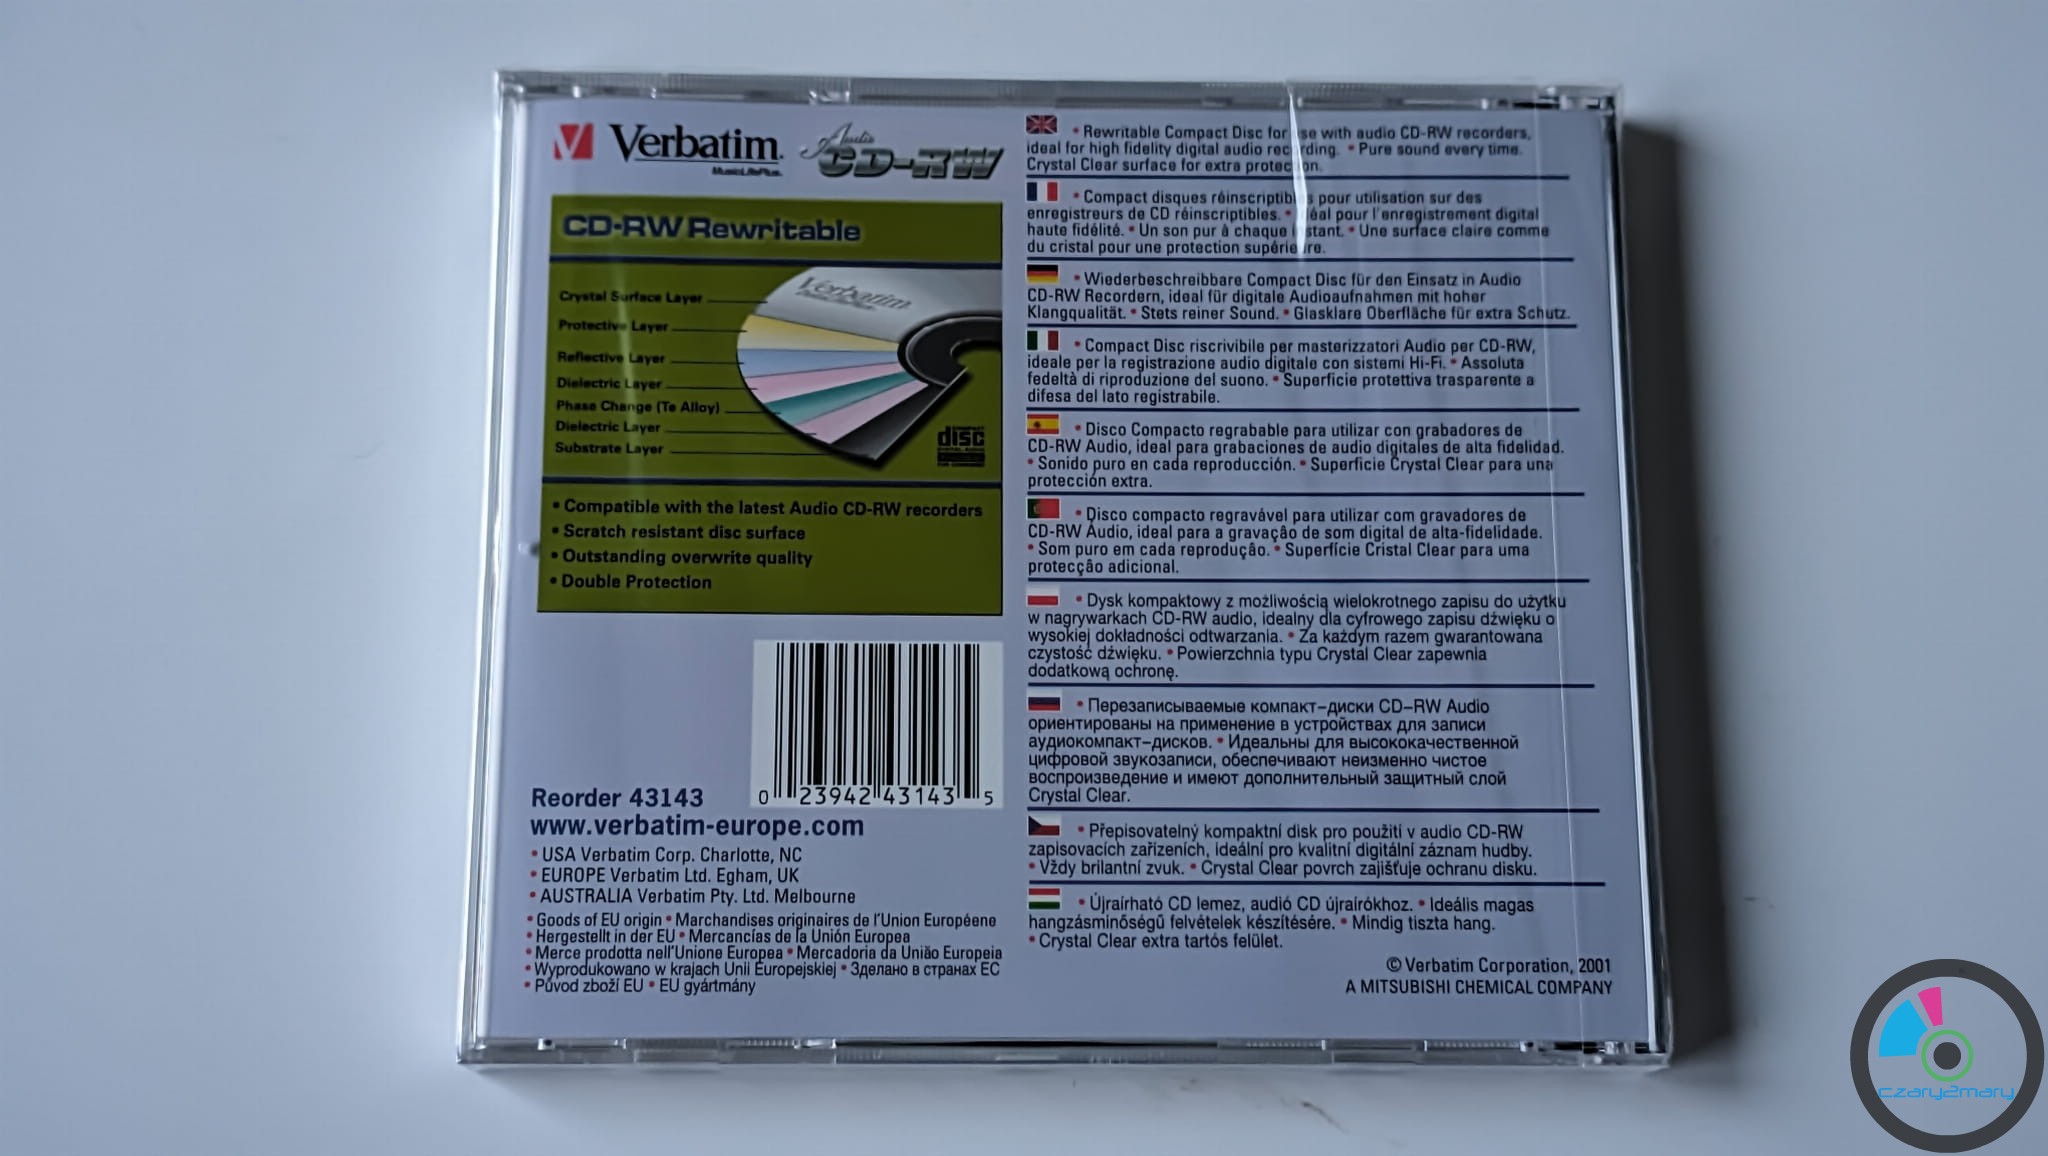 Verbatim.
MusicLifePlus.
Audio
CD-RW
CD-RW Rewritable
Verbatim
Crystal Surface Layer
Protective Layer
Reflective Layer
Dielectric Layer
Phase Change (Te Alloy)
Dielectric Layer
Substrate Layer
COMPACT
disc
DIGITAL AUDIO
• Compatible with the latest Audio CD-RW recorders
• Scratch resistant disc surface
• Outstanding overwrite quality
• Double Protection
0 23942 43143 5
Reorder 43143
www.verbatim-europe.com
• USA Verbatim Corp. Charlotte, NC
• EUROPE Verbatim Ltd. Egham, UK
• AUSTRALIA Verbatim Pty. Ltd. Melbourne
• Goods of EU origin • Marchandises originaires de l'Union Européene
• Hergestellt in der EU • Mercancías de la Unión Europea
• Merce prodotta nell'Unione Europea • Mercadoria da União Europeia
• Wyprodukowano w krajach Unii Europejskiej • Зделано в странах ЕС
• Původ zboží EU • EU gyártmány
• Rewritable Compact Disc for use with audio CD-RW recorders,
ideal for high fidelity digital audio recording. • Pure sound every time.
Crystal Clear surface for extra protection.
• Compact disques réinscriptibles pour utilisation sur des
enregistreurs de CD réinscriptibles. • Idéal pour l'enregistrement digital
haute fidélité. • Un son pur à chaque instant. • Une surface claire comme
du cristal pour une protection supérieure.
• Wiederbeschreibbare Compact Disc für den Einsatz in Audio
CD-RW Recordern, ideal für digitale Audioaufnahmen mit hoher
Klangqualität. • Stets reiner Sound. • Glasklare Oberfläche für extra Schutz.
• Compact Disc riscrivibile per masterizzatori Audio per CD-RW,
ideale per la registrazione audio digitale con sistemi Hi-Fi. • Assoluta
fedeltà di riproduzione del suono. • Superficie protettiva trasparente a
difesa del lato registrabile.
• Disco Compacto regrabable para utilizar con grabadores de
CD-RW Audio, ideal para grabaciones de audio digitales de alta fidelidad.
• Sonido puro en cada reproducción. • Superficie Crystal Clear para una
protección extra.
• Disco compacto regravável para utilizar com gravadores de
CD-RW Áudio, ideal para a gravação de som digital de alta-fidelidade.
• Som puro em cada reprodução. • Superfície Cristal Clear para uma
protecção adicional.
• Dysk kompaktowy z możliwością wielokrotnego zapisu do użytku
w nagrywarkach CD-RW audio, idealny dla cyfrowego zapisu dźwięku o
wysokiej dokładności odtwarzania. • Za każdym razem gwarantowana
czystość dźwięku. • Powierzchnia typu Crystal Clear zapewnia
dodatkową ochronę.
• Перезаписываемые компакт-диски CD-RW Audio
ориентированы на применение в устройствах для записи
аудиокомпакт-дисков. • Идеальны для высококачественной
цифровой звукозаписи, обеспечивают неизменно чистое
воспроизведение и имеют дополнительный защитный слой
Crystal Clear.
• Přepisovatelný kompaktní disk pro použití v audio CD-RW
zapisovacích zařízeních, ideální pro kvalitní digitální záznam hudby.
• Vždy brilantní zvuk. • Crystal Clear povrch zajišťuje ochranu disku.
• Újraírható CD lemez, audió CD újraírókhoz. • Ideális magas
hangzásminőségű felvételek készítésére. • Mindig tiszta hang.
• Crystal Clear extra tartós felület.
© Verbatim Corporation, 2001
A MITSUBISHI CHEMICAL COMPANY
czary2mary